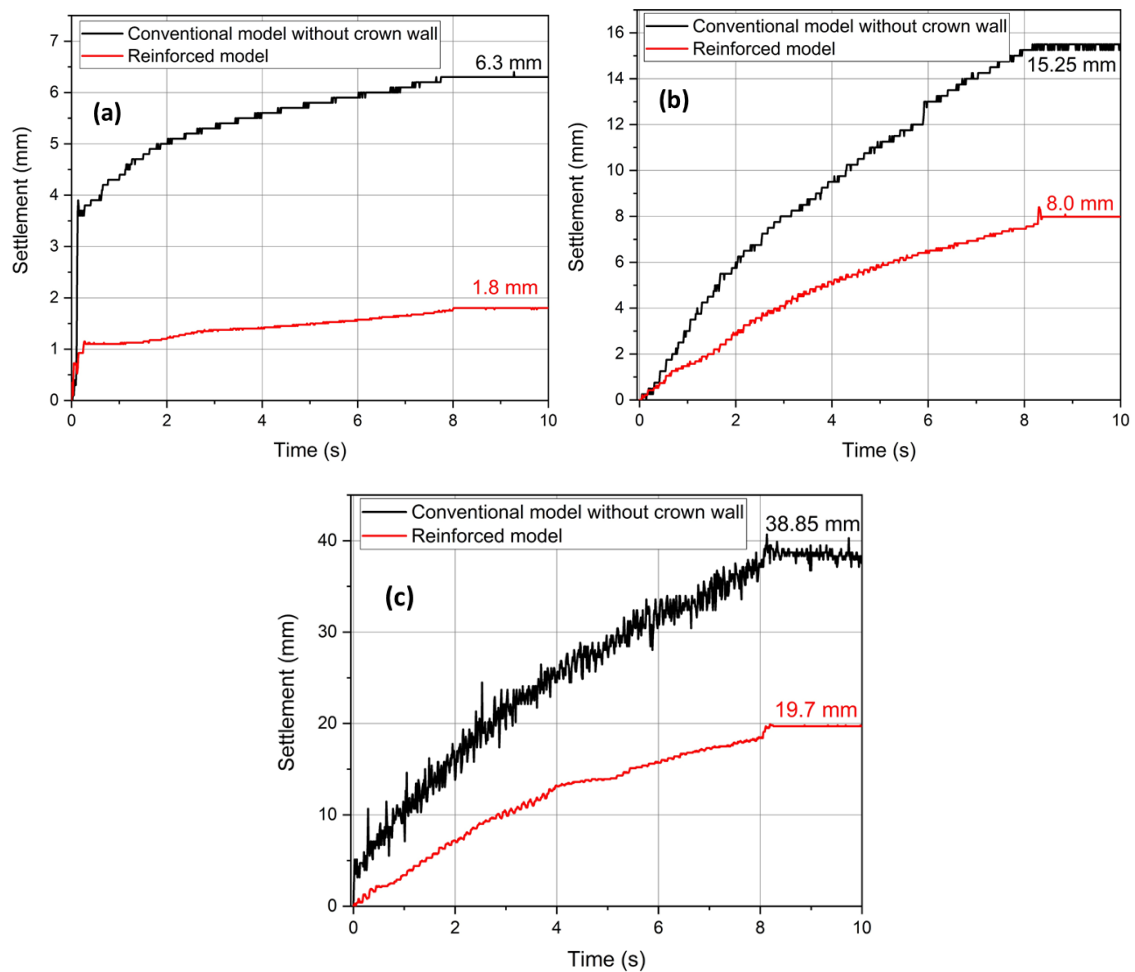 Conventional model without crown wall
Reinforced model
(a)
6.3 mm
1.8 mm
Settlement (mm)
7
6
5
4
3
2
1
0
0 2 4 6 8 10
Time (s)
Conventional model without crown wall
Reinforced model
(b)
15.25 mm
8.0 mm
Settlement (mm)
16
14
12
10
8
6
4
2
0
0 2 4 6 8 10
Time (s)
Conventional model without crown wall
Reinforced model
(c)
38.85 mm
19.7 mm
Settlement (mm)
40
30
20
10
0
0 2 4 6 8 10
Time (s)